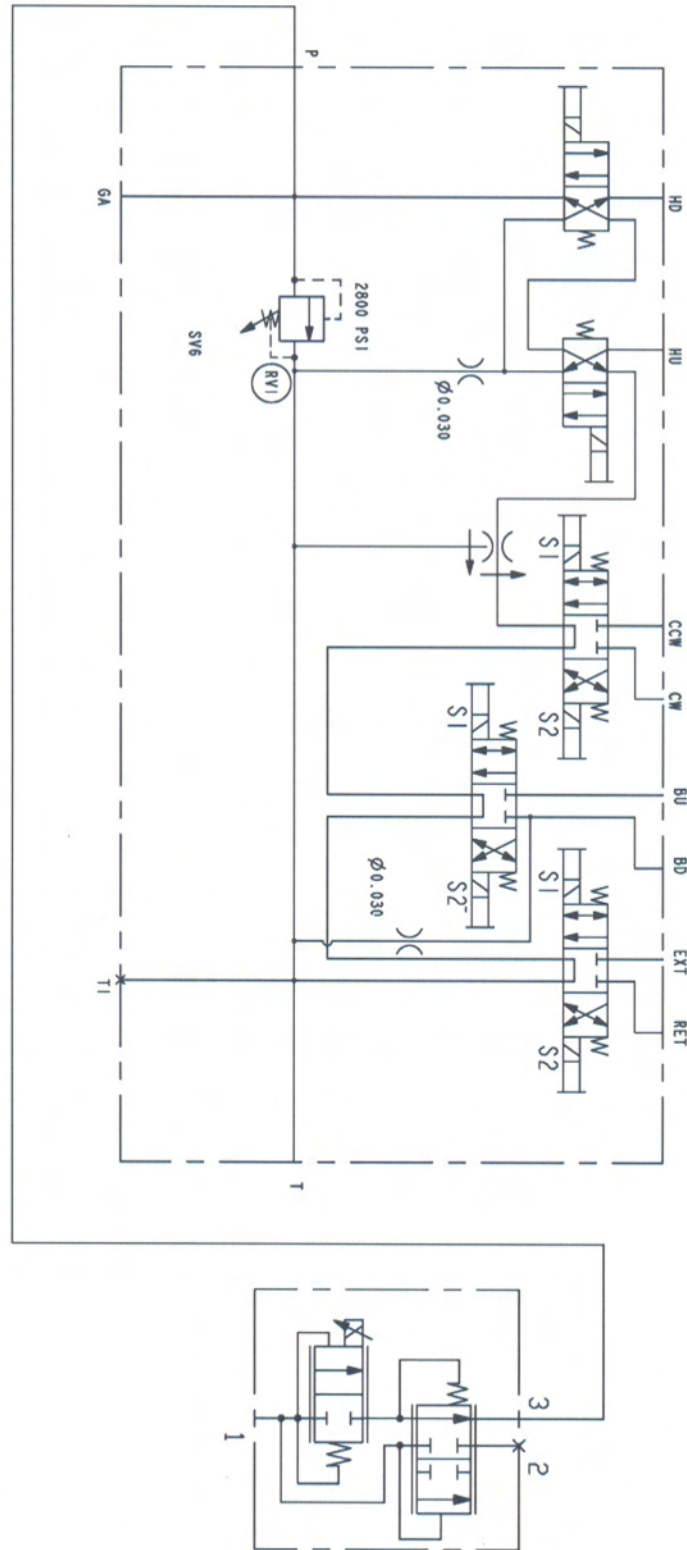 P
HD
GA
2800 PSI
SV6
RV1
HU
Ø0.030
S1
CCW
CW
S2
S1
BU
BD
S2
Ø0.030
S1
EXT
RET
S2
T1
T
3
2
1